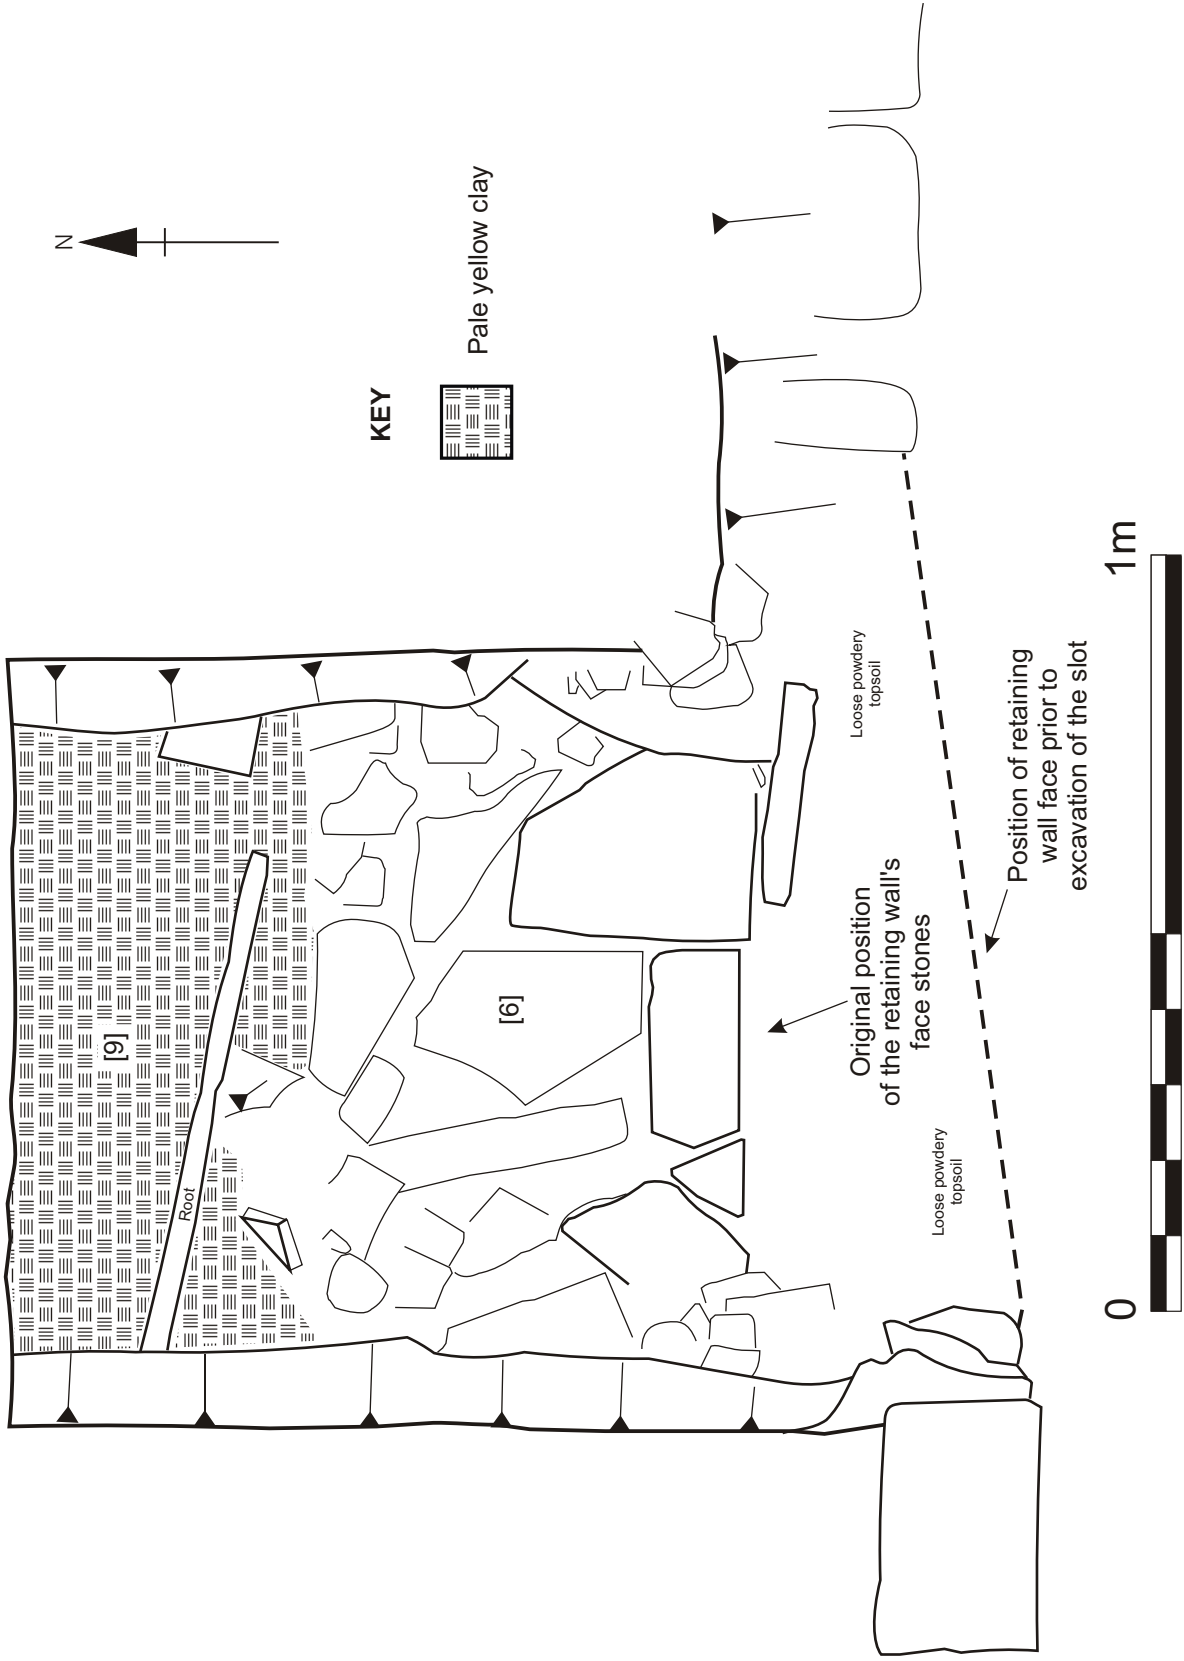 N
KEY
Pale yellow clay
[9]
Root
[6]
Loose powdery
topsoil
Original position
of the retaining wall's
face stones
Loose powdery
topsoil
Position of retaining
wall face prior to
excavation of the slot
0
1m